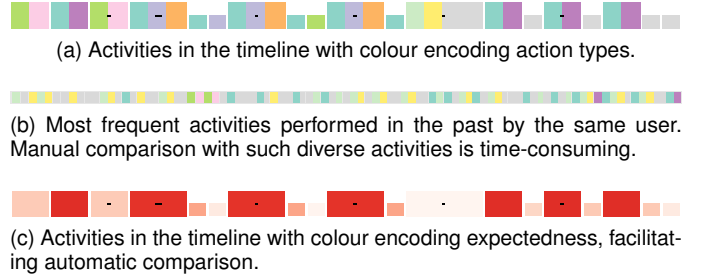 (a) Activities in the timeline with colour encoding action types.
(b) Most frequent activities performed in the past by the same user.
Manual comparison with such diverse activities is time-consuming.
(c) Activities in the timeline with colour encoding expectedness, facilitat-
ing automatic comparison.